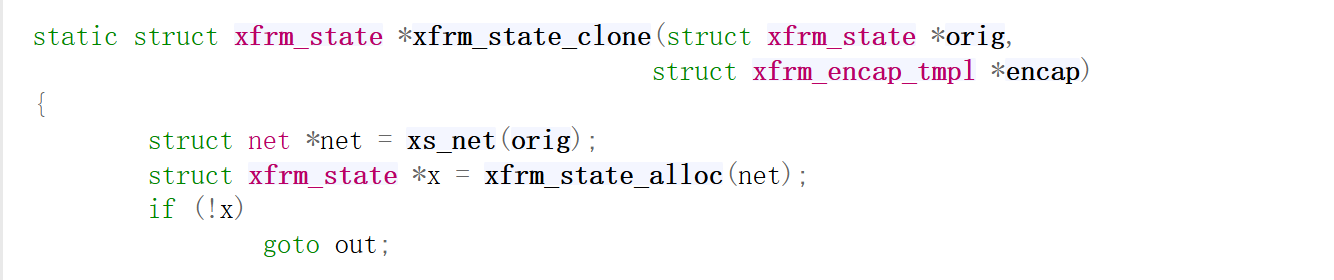 static struct xfrm_state *xfrm_state_clone(struct xfrm_state *orig,
struct xfrm_encap_tmpl *encap)
{
struct net *net = xs_net(orig);
struct xfrm_state *x = xfrm_state_alloc(net);
if (!x)
goto out;